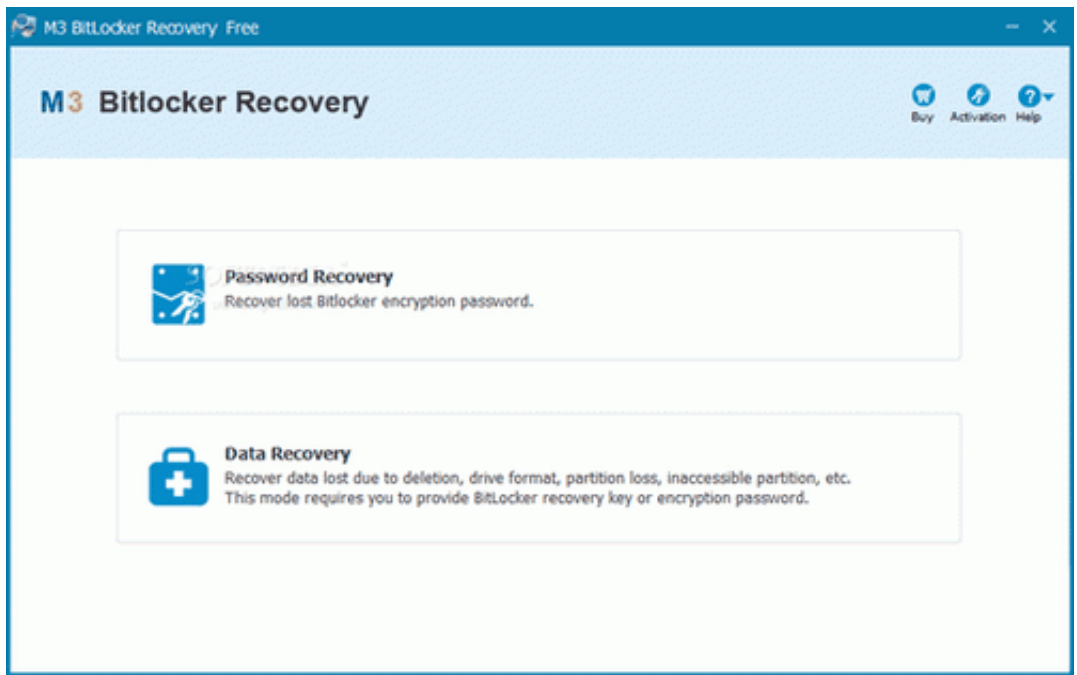 M3 BitLocker Recovery Free
M3 Bitlocker Recovery
Buy Activation Help
Password Recovery
Recover lost Bitlocker encryption password.
Data Recovery
Recover data lost due to deletion, drive format, partition loss, inaccessible partition, etc.
This mode requires you to provide BitLocker recovery key or encryption password.